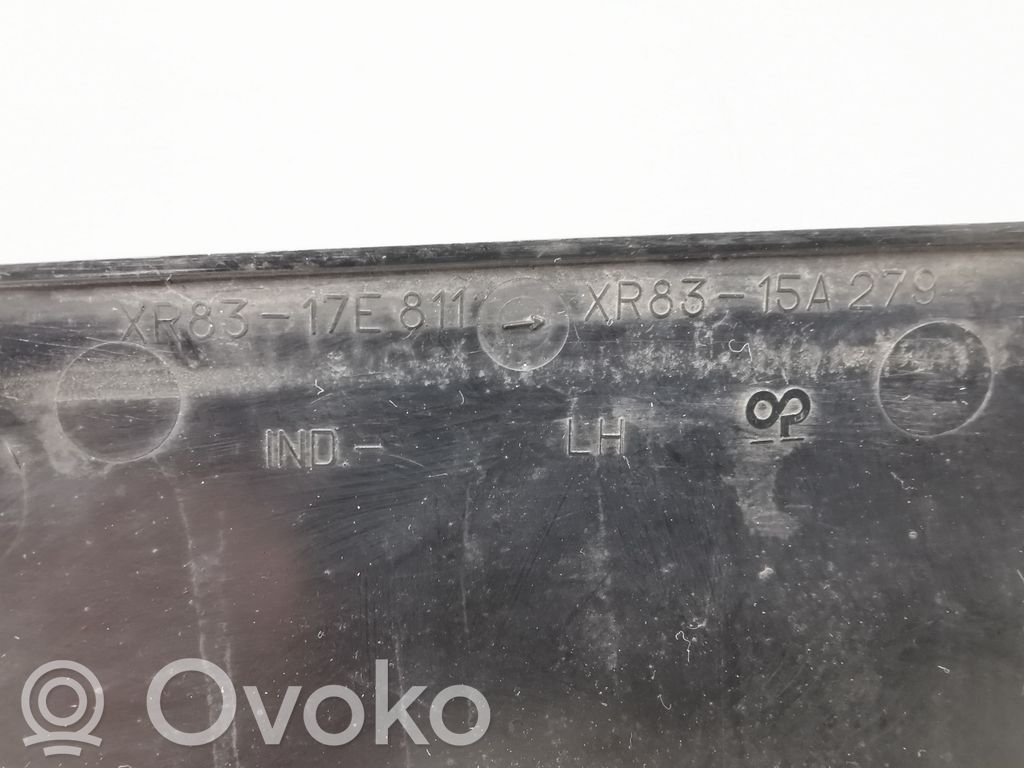 XR83-17E811 XR83-15A279
IND - LH
Ovoko